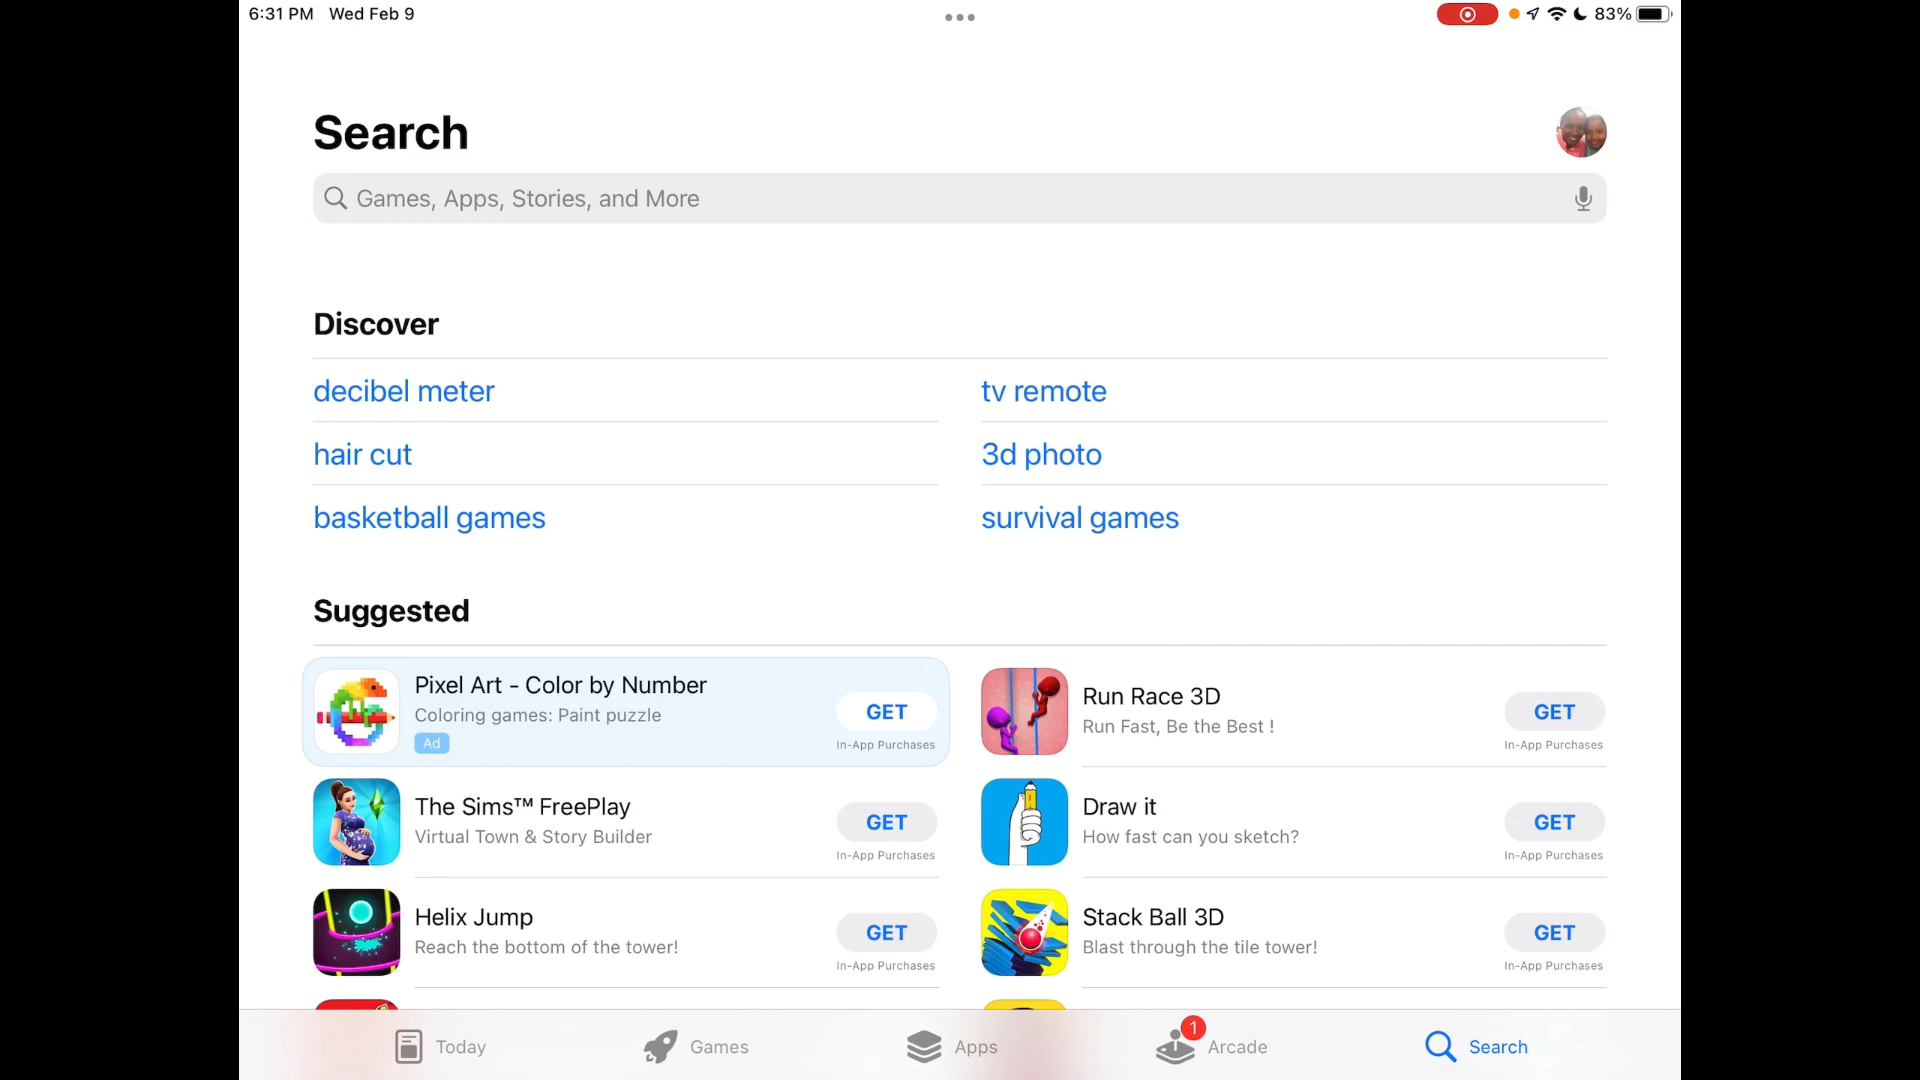 6:31 PM Wed Feb 9
83%
Search
Games, Apps, Stories, and More
Discover
decibel meter
tv remote
hair cut
3d photo
basketball games
survival games
Suggested
Pixel Art - Color by Number
Coloring games: Paint puzzle
Ad
GET
In-App Purchases
Run Race 3D
Run Fast, Be the Best !
GET
In-App Purchases
The Sims™ FreePlay
Virtual Town & Story Builder
GET
In-App Purchases
Draw it
How fast can you sketch?
GET
In-App Purchases
Helix Jump
Reach the bottom of the tower!
GET
In-App Purchases
Stack Ball 3D
Blast through the tile tower!
GET
In-App Purchases
Today
Games
Apps
1
Arcade
Search